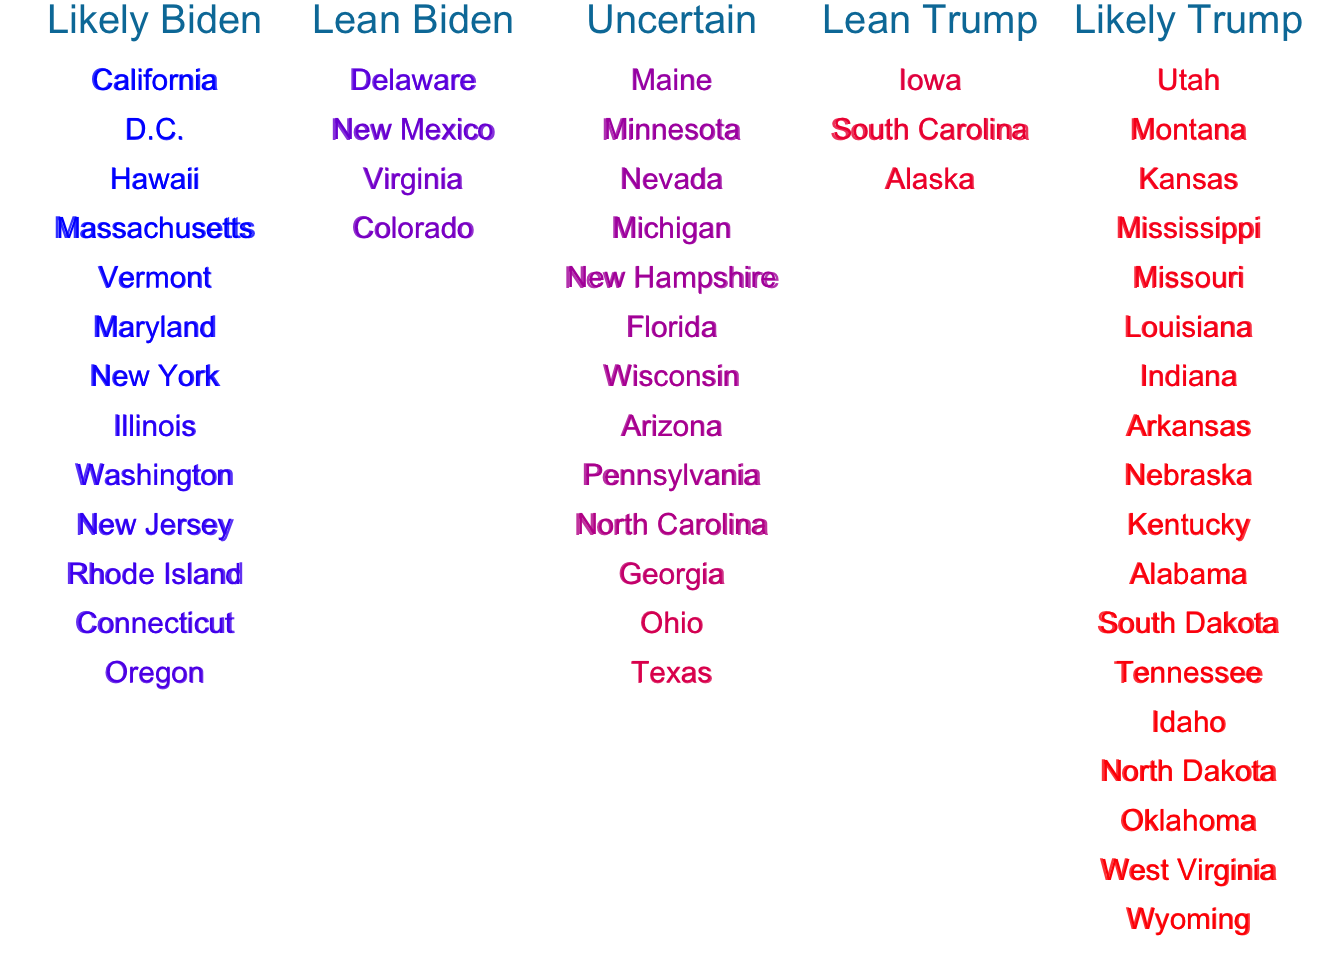 Likely Biden Lean Biden Uncertain Lean Trump Likely Trump
California Delaware Maine Iowa Utah
D.C. New Mexico Minnesota South Carolina Montana
Hawaii Virginia Nevada Alaska Kansas
Massachusetts Colorado Michigan Mississippi
Vermont New Hampshire Missouri
Maryland Florida Louisiana
New York Wisconsin Indiana
Illinois Arizona Arkansas
Washington Pennsylvania Nebraska
New Jersey North Carolina Kentucky
Rhode Island Georgia Alabama
Connecticut Ohio South Dakota
Oregon Texas Tennessee
Idaho
North Dakota
Oklahoma
West Virginia
Wyoming